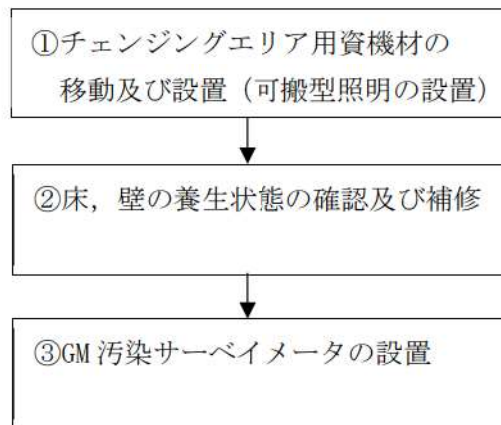 ①チェンジングエリア用資機材の
移動及び設置（可搬型照明の設置）
②床，壁の養生状態の確認及び補修
③GM 汚染サーベイメータの設置